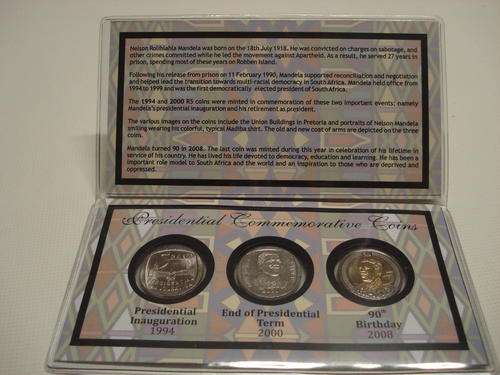 Nelson Rolihlahla Mandela was born on the 18th July 1918. He was convicted on charges on sabotage, and
other crimes committed while he led the movement against Apartheid. As a result, he served 27 years in
prison, spending most of these years on Robben Island.
Following his release from prison on 11 February 1990, Mandela supported reconciliation and negotiation
and helped lead the transition towards multi-racial democracy in South Africa. Mandela held office from
1994 to 1999 and was the first democratically elected president of South Africa.
The 1994 and 2000 R5 coins were minted in commemoration of these two important events; namely
Mandela's presidential inauguration and his retirement as president.
The various images on the coins include the Union Buildings in Pretoria and portraits of Nelson Mandela
smiling wearing his colorful, typical Madiba shirt. The old and new coat of arms are depicted on the three
coins.
Mandela turned 90 in 2008. The last coin was minted during this year in celebration of his lifetime in
service of his country. He has lived his life devoted to democracy, education and learning. He has been a
important role model to South Africa and the world and an inspiration to those who are deprived and
oppressed.
Presidential Commemorative Coins
Presidential
Inauguration
1994
End of Presidential
Term
2000
90th
Birthday
2008